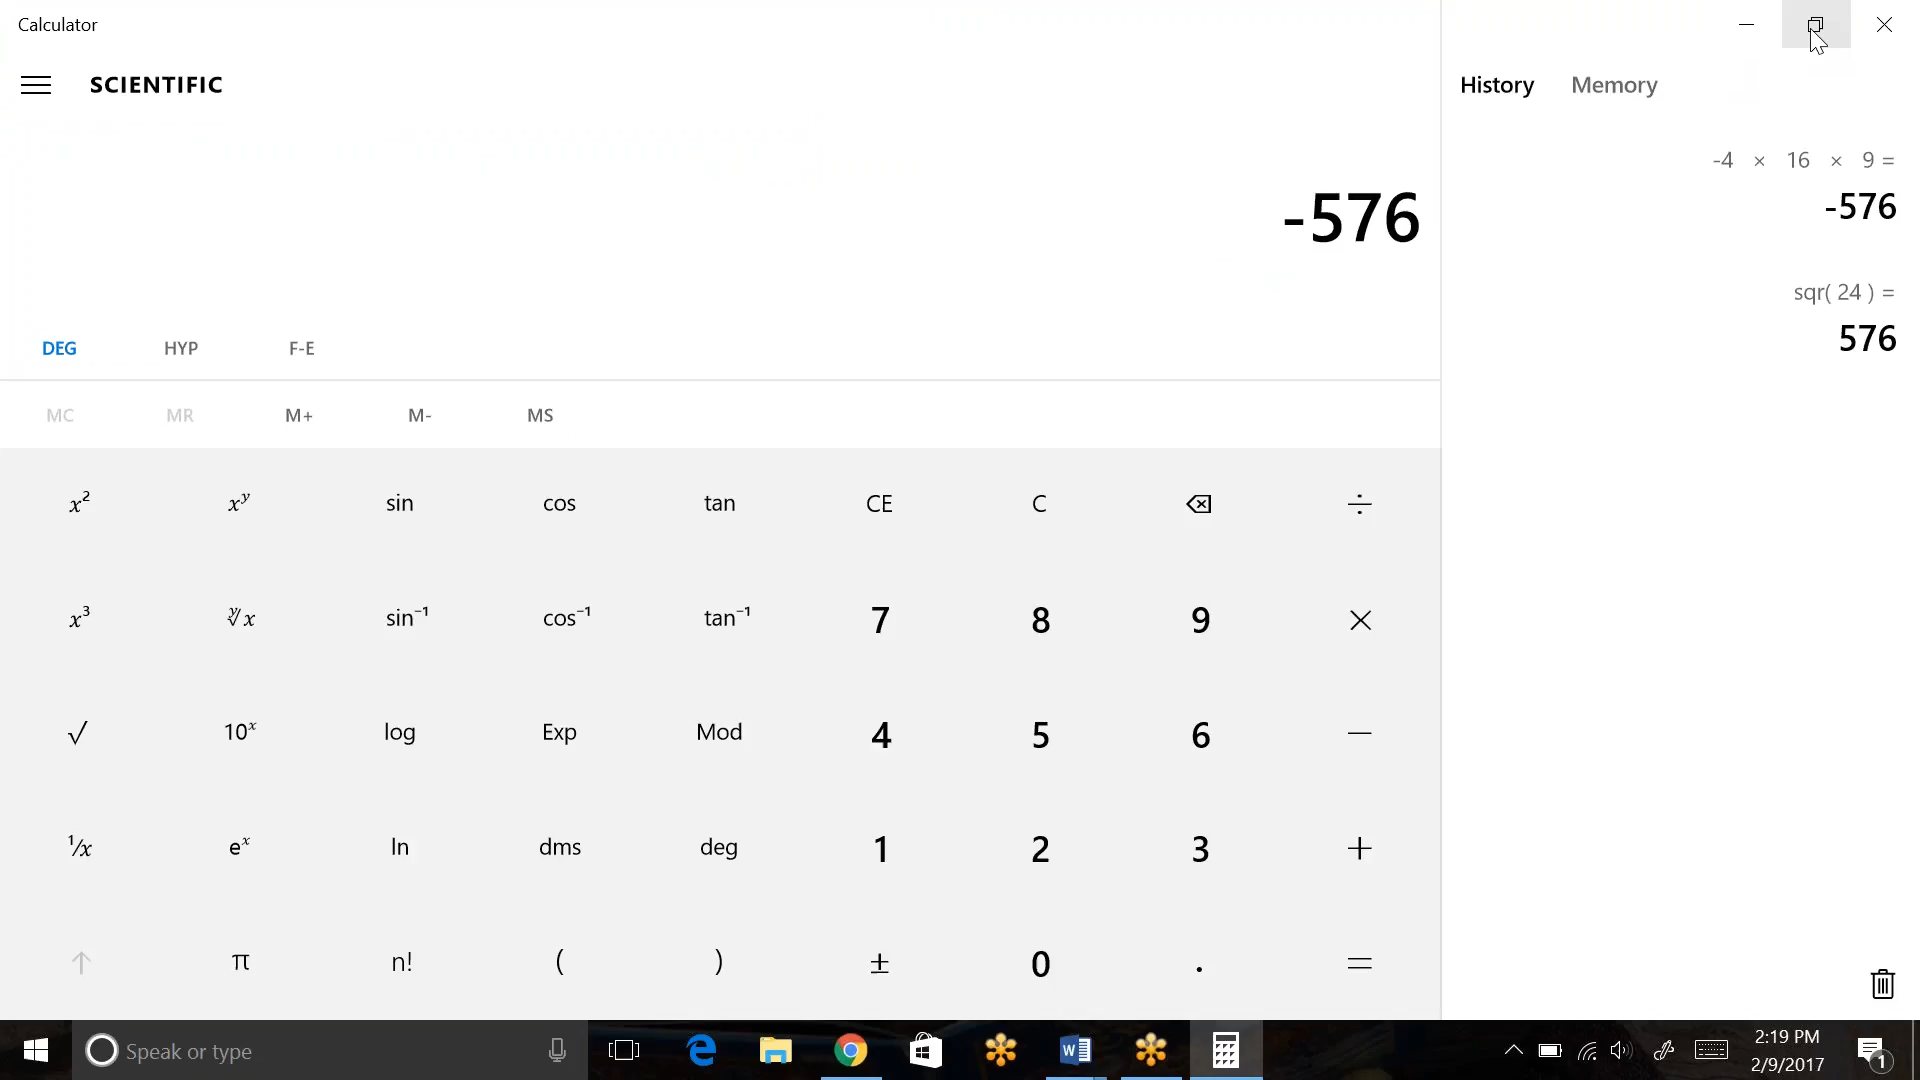 Calculator
SCIENTIFIC
History Memory
-4 × 16 × 9 =
-576
-576
sqr( 24 ) =
576
DEG HYP F-E
MC MR M+ M- MS
x² xʸ sin cos tan CE C ÷
x³ ʸ√x sin⁻¹ cos⁻¹ tan⁻¹ 7 8 9 ×
√ 10ˣ log Exp Mod 4 5 6 −
¹/x eˣ ln dms deg 1 2 3 +
↑ π n! ( ) ± 0 . =
Speak or type
2:19 PM
2/9/2017
1